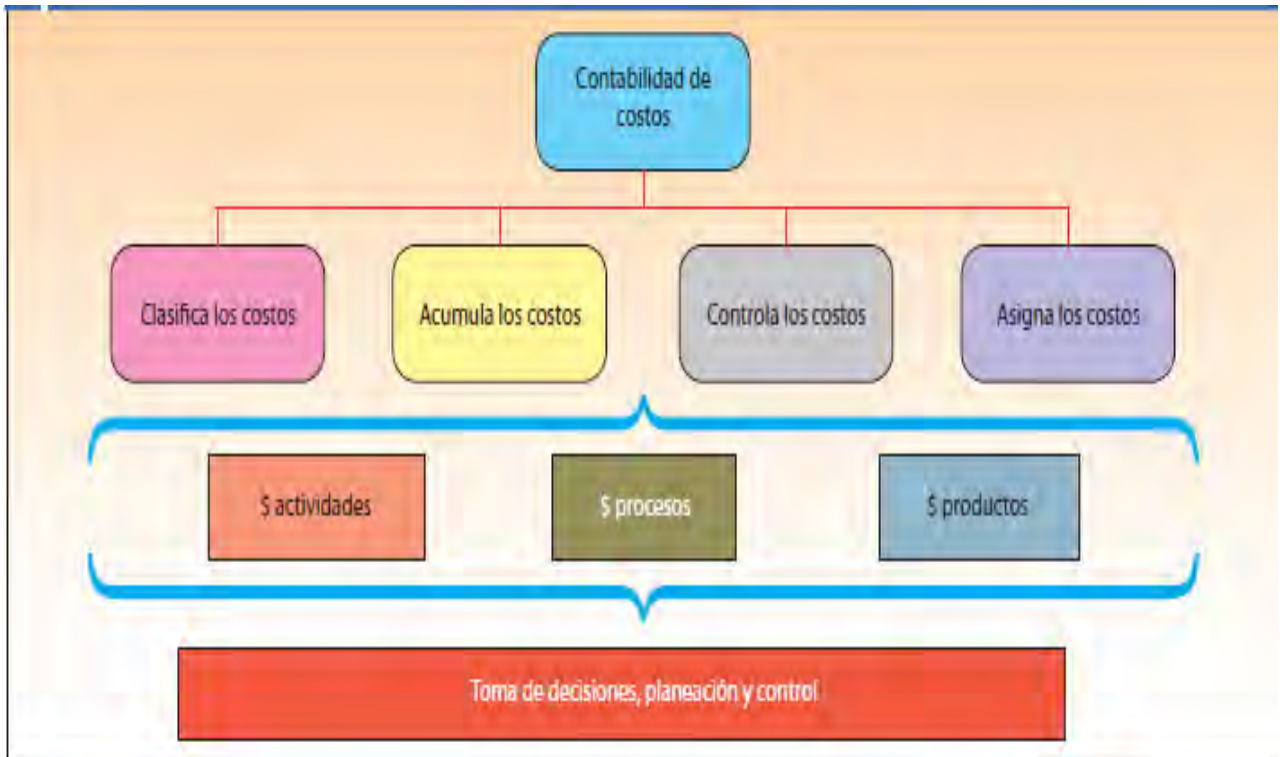 Contabilidad de
costos
Clasifica los costos
Acumula los costos
Controla los costos
Asigna los costos
$ actividades
$ procesos
$ productos
Toma de decisiones, planeación y control